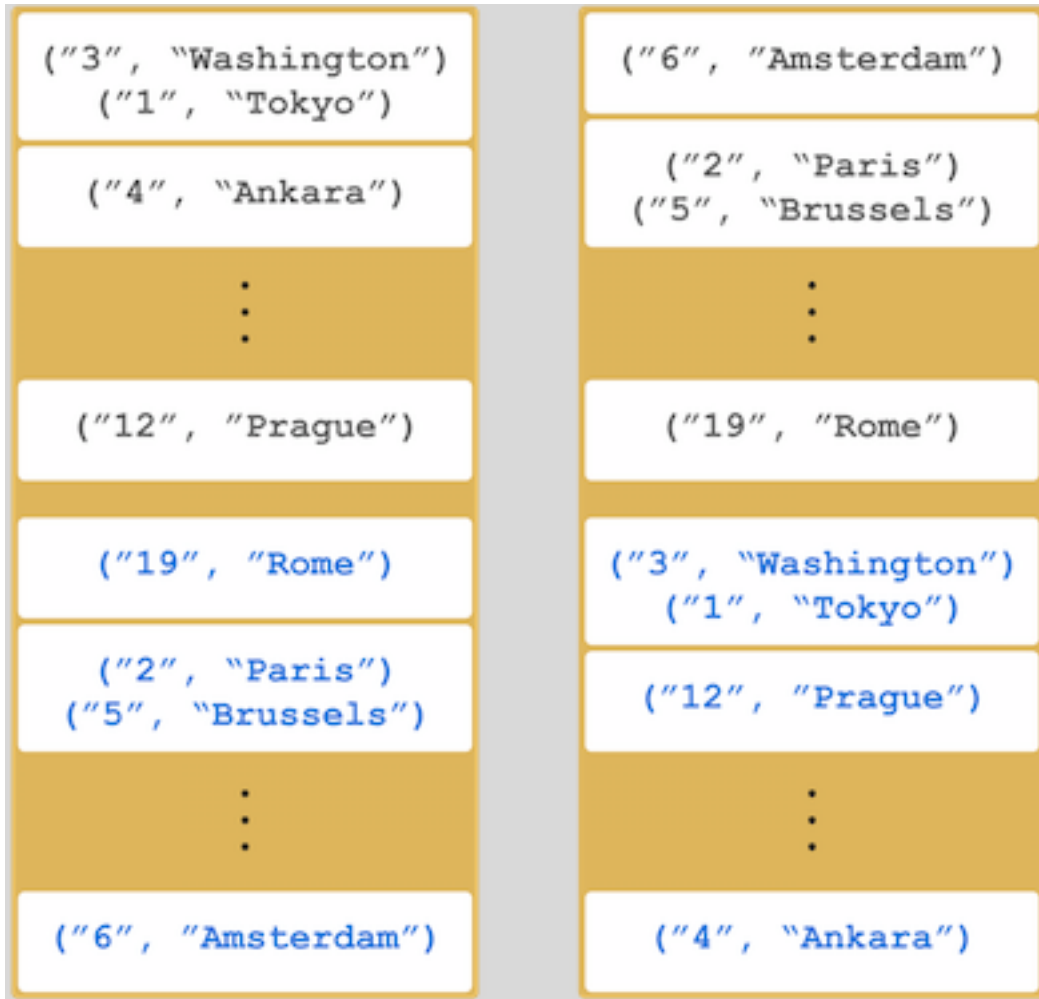 (″3″, “Washington”)
(″1″, “Tokyo”)
(″4″, “Ankara”)
(″12″, ″Prague”)
(″19″, ″Rome”)
(″2″, “Paris”)
(″5″, “Brussels”)
(″6″, ″Amsterdam”)
(″6″, ″Amsterdam”)
(″2″, “Paris”)
(″5″, “Brussels”)
(″19″, ″Rome”)
(″3″, “Washington”)
(″1″, “Tokyo”)
(″12″, ″Prague”)
(″4″, “Ankara”)